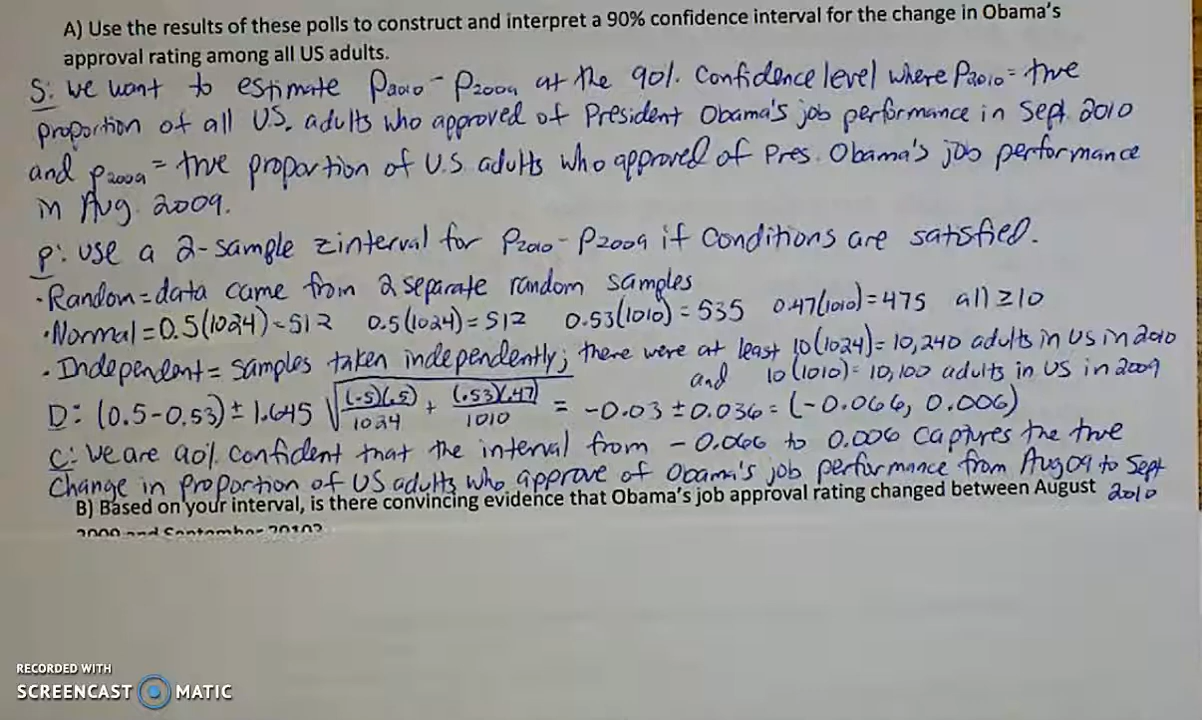 A) Use the results of these polls to construct and interpret a 90% confidence interval for the change in Obama's
approval rating among all US adults.
S: We want to estimate P2010 - P2009 at the 90% Confidence level where P2010 = true
proportion of all U.S. adults who approved of President Obama's job performance in Sept 2010
and P2009 = true proportion of U.S. adults who approved of Pres. Obama's job performance
in Aug. 2009.
P: Use a 2-sample z interval for P2010 - P2009 if conditions are satisfied.
• Random = data came from 2 separate random samples
• Normal = 0.5(1024) = 512 0.5(1024) = 512 0.53(1010) = 535 0.47(1010) = 475 all ≥ 10
• Independent = samples taken independently; there were at least 10(1024) = 10,240 adults in US in 2010
and 10(1010) = 10,100 adults in US in 2009
D: (0.5 - 0.53) ± 1.645 √((.5)(.5)/1024 + (.53)(.47)/1010) = -0.03 ± 0.036 = (-0.066, 0.006)
C: We are 90% confident that the interval from -0.066 to 0.006 captures the true
Change in proportion of US adults who approve of Obama's job performance from Aug 09 to Sept
2010
B) Based on your interval, is there convincing evidence that Obama's job approval rating changed between August
2009 and September 2010?
RECORDED WITH
SCREENCAST O MATIC